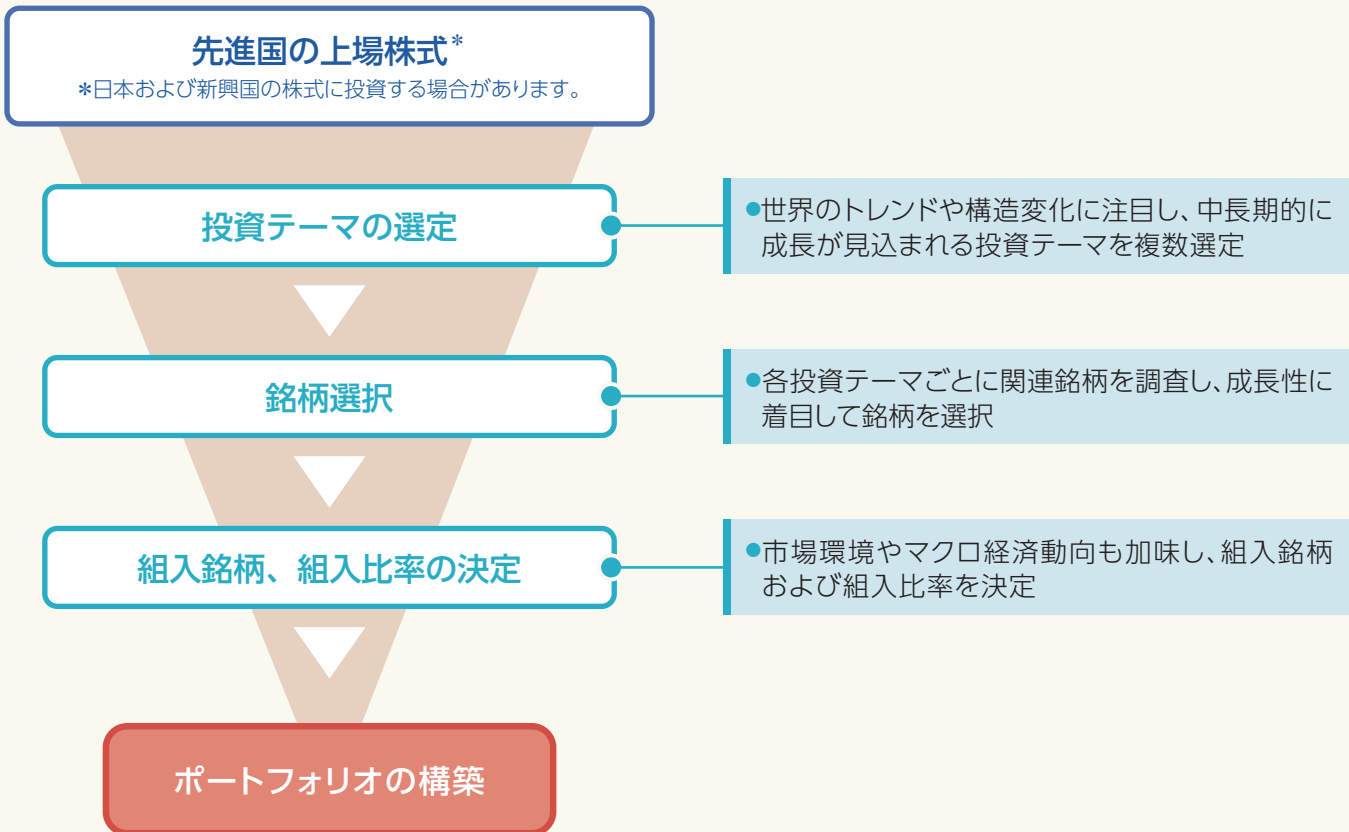 先進国の上場株式*
*日本および新興国の株式に投資する場合があります。
投資テーマの選定
●世界のトレンドや構造変化に注目し、中長期的に
成長が見込まれる投資テーマを複数選定
銘柄選択
●各投資テーマごとに関連銘柄を調査し、成長性に
着目して銘柄を選択
組入銘柄、組入比率の決定
●市場環境やマクロ経済動向も加味し、組入銘柄
および組入比率を決定
ポートフォリオの構築